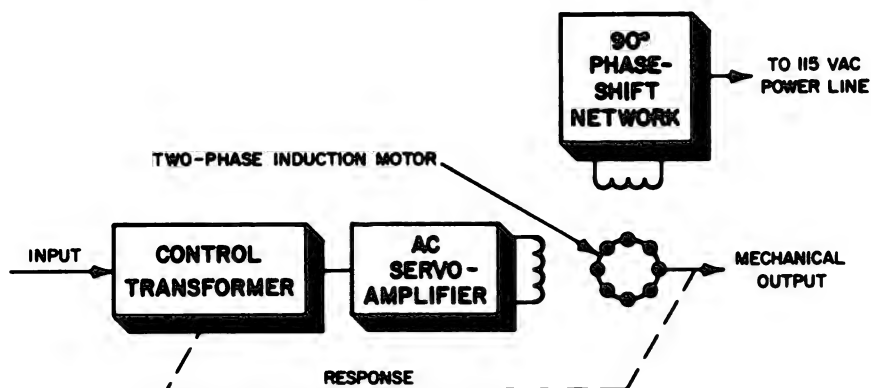 90°
PHASE-
SHIFT
NETWORK
TO 115 VAC
POWER LINE
TWO-PHASE INDUCTION MOTOR
INPUT
CONTROL
TRANSFORMER
AC
SERVO-
AMPLIFIER
MECHANICAL
OUTPUT
RESPONSE